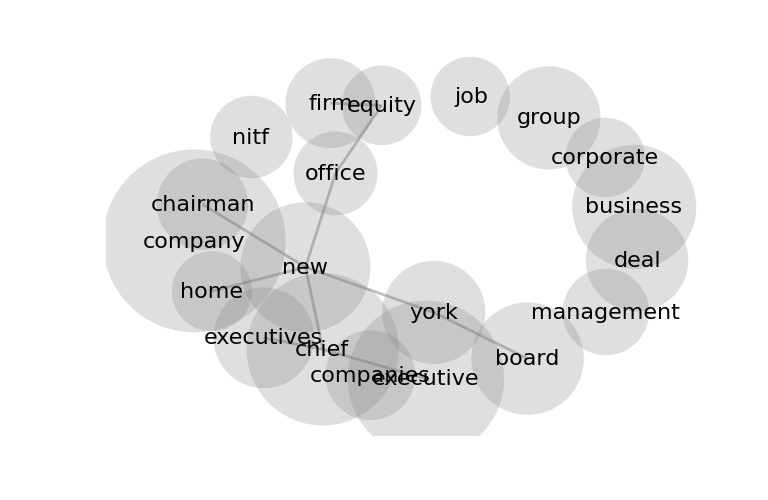 job
firm
equity
group
nitf
corporate
office
chairman
business
company
deal
new
home
york
management
executives
chief
board
companies
executive